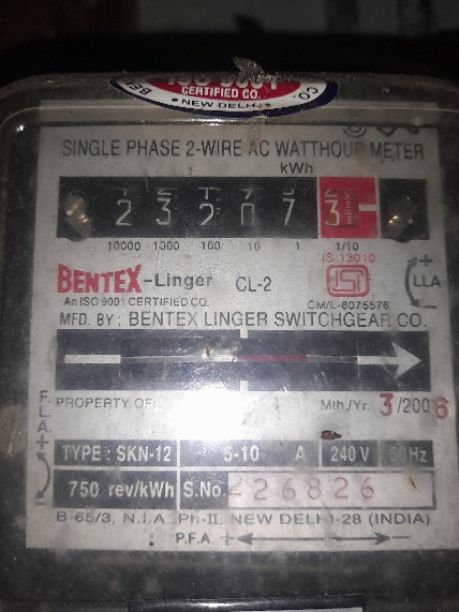 CERTIFIED CO.
NEW DELHI
SINGLE PHASE 2-WIRE AC WATTHOUR METER
kWh
2 3 2 0 7 3
10000 1000 100 10 1 1/10
IS:13010
BENTEX-Linger CL-2
An ISO 9001 CERTIFIED CO.
CM/L-8075576
+ LLA -
MFD. BY : BENTEX LINGER SWITCHGEAR CO.
PROPERTY OF
Mth./Yr. 3/2006
F.L.A. + -
TYPE : SKN-12 5-10 A 240 V 50 Hz
750 rev/kWh S.No. 226826
B-65/3, N.I.A. Ph-II, NEW DELHI-28 (INDIA)
P.F.A. + -